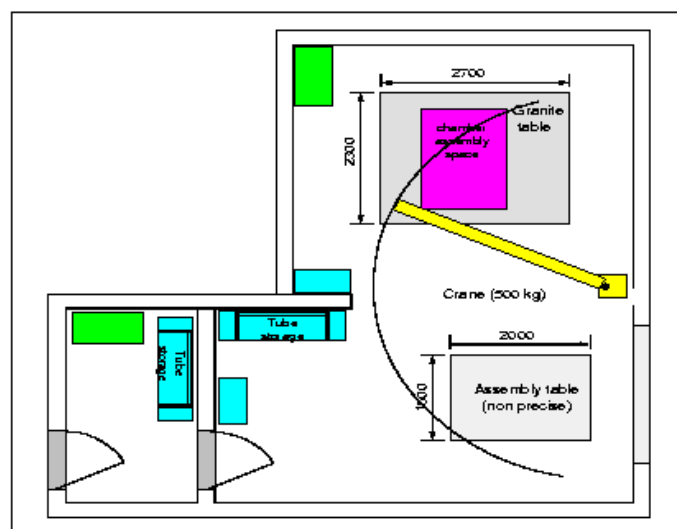 2700
Granite
table
chamber
assembly
space
2300
Crane (500 kg)
Tube
storage
Tube
storage
2000
Assembly table
(non precise)